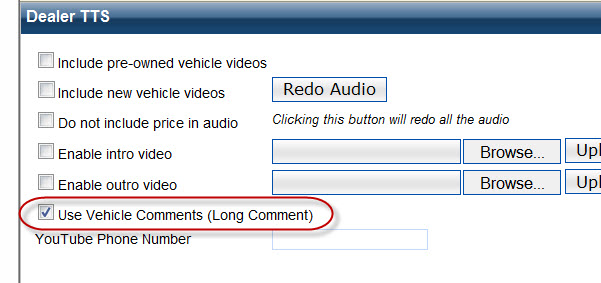 Dealer TTS
Include pre-owned vehicle videos
Include new vehicle videos Redo Audio
Do not include price in audio Clicking this button will redo all the audio
Enable intro video Browse... Upl
Enable outro video Browse... Upl
Use Vehicle Comments (Long Comment)
YouTube Phone Number